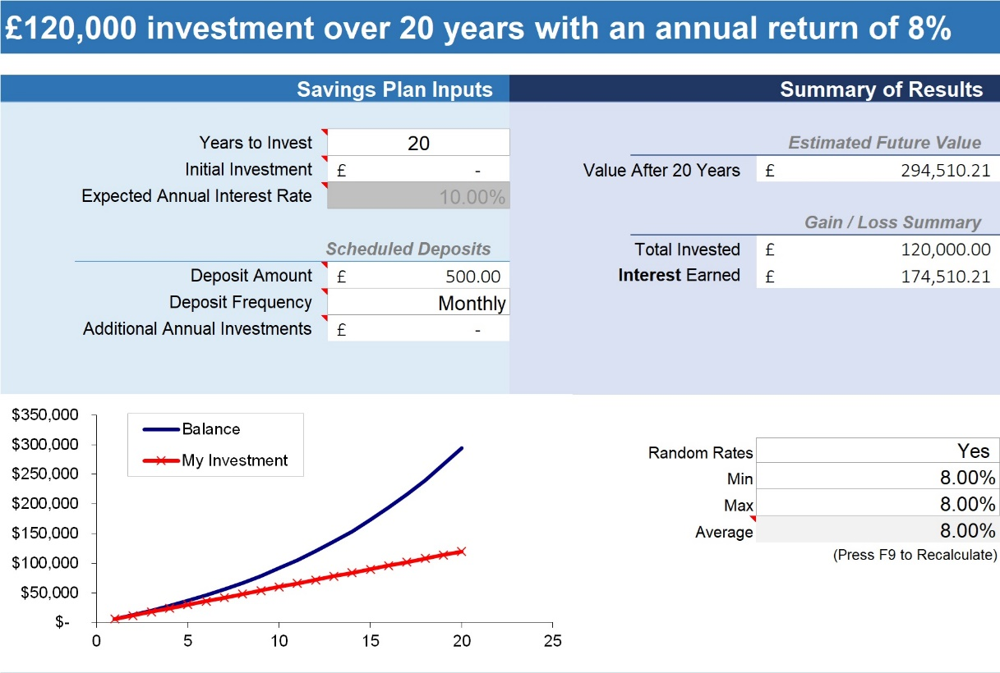 £120,000 investment over 20 years with an annual return of 8%
Savings Plan Inputs
Years to Invest 20
Initial Investment £ -
Expected Annual Interest Rate 10.00%
Scheduled Deposits
Deposit Amount £ 500.00
Deposit Frequency Monthly
Additional Annual Investments £ -
Summary of Results
Estimated Future Value
Value After 20 Years £ 294,510.21
Gain / Loss Summary
Total Invested £ 120,000.00
Interest Earned £ 174,510.21
$350,000
$300,000
$250,000
$200,000
$150,000
$100,000
$50,000
$-
Balance
My Investment
0 5 10 15 20 25
Random Rates Yes
Min 8.00%
Max 8.00%
Average 8.00%
(Press F9 to Recalculate)